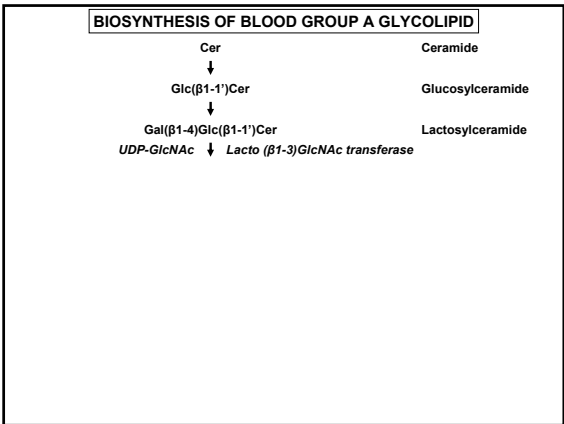 BIOSYNTHESIS OF BLOOD GROUP A GLYCOLIPID
Cer Ceramide
Glc(β1-1')Cer Glucosylceramide
Gal(β1-4)Glc(β1-1')Cer Lactosylceramide
UDP-GlcNAc Lacto (β1-3)GlcNAc transferase